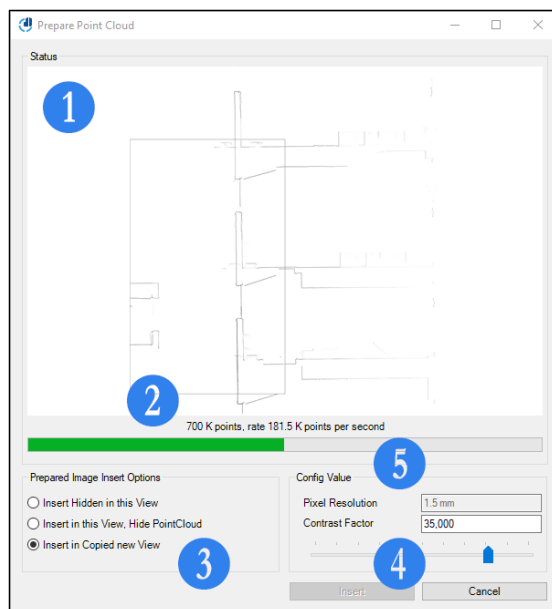 Prepare Point Cloud
Status
1
2
700 K points, rate 181.5 K points per second
5
Prepared Image Insert Options
Config Value
Insert Hidden in this View
Pixel Resolution
1.5 mm
Insert in this View, Hide PointCloud
Contrast Factor
35,000
Insert in Copied new View
3
4
Insert
Cancel